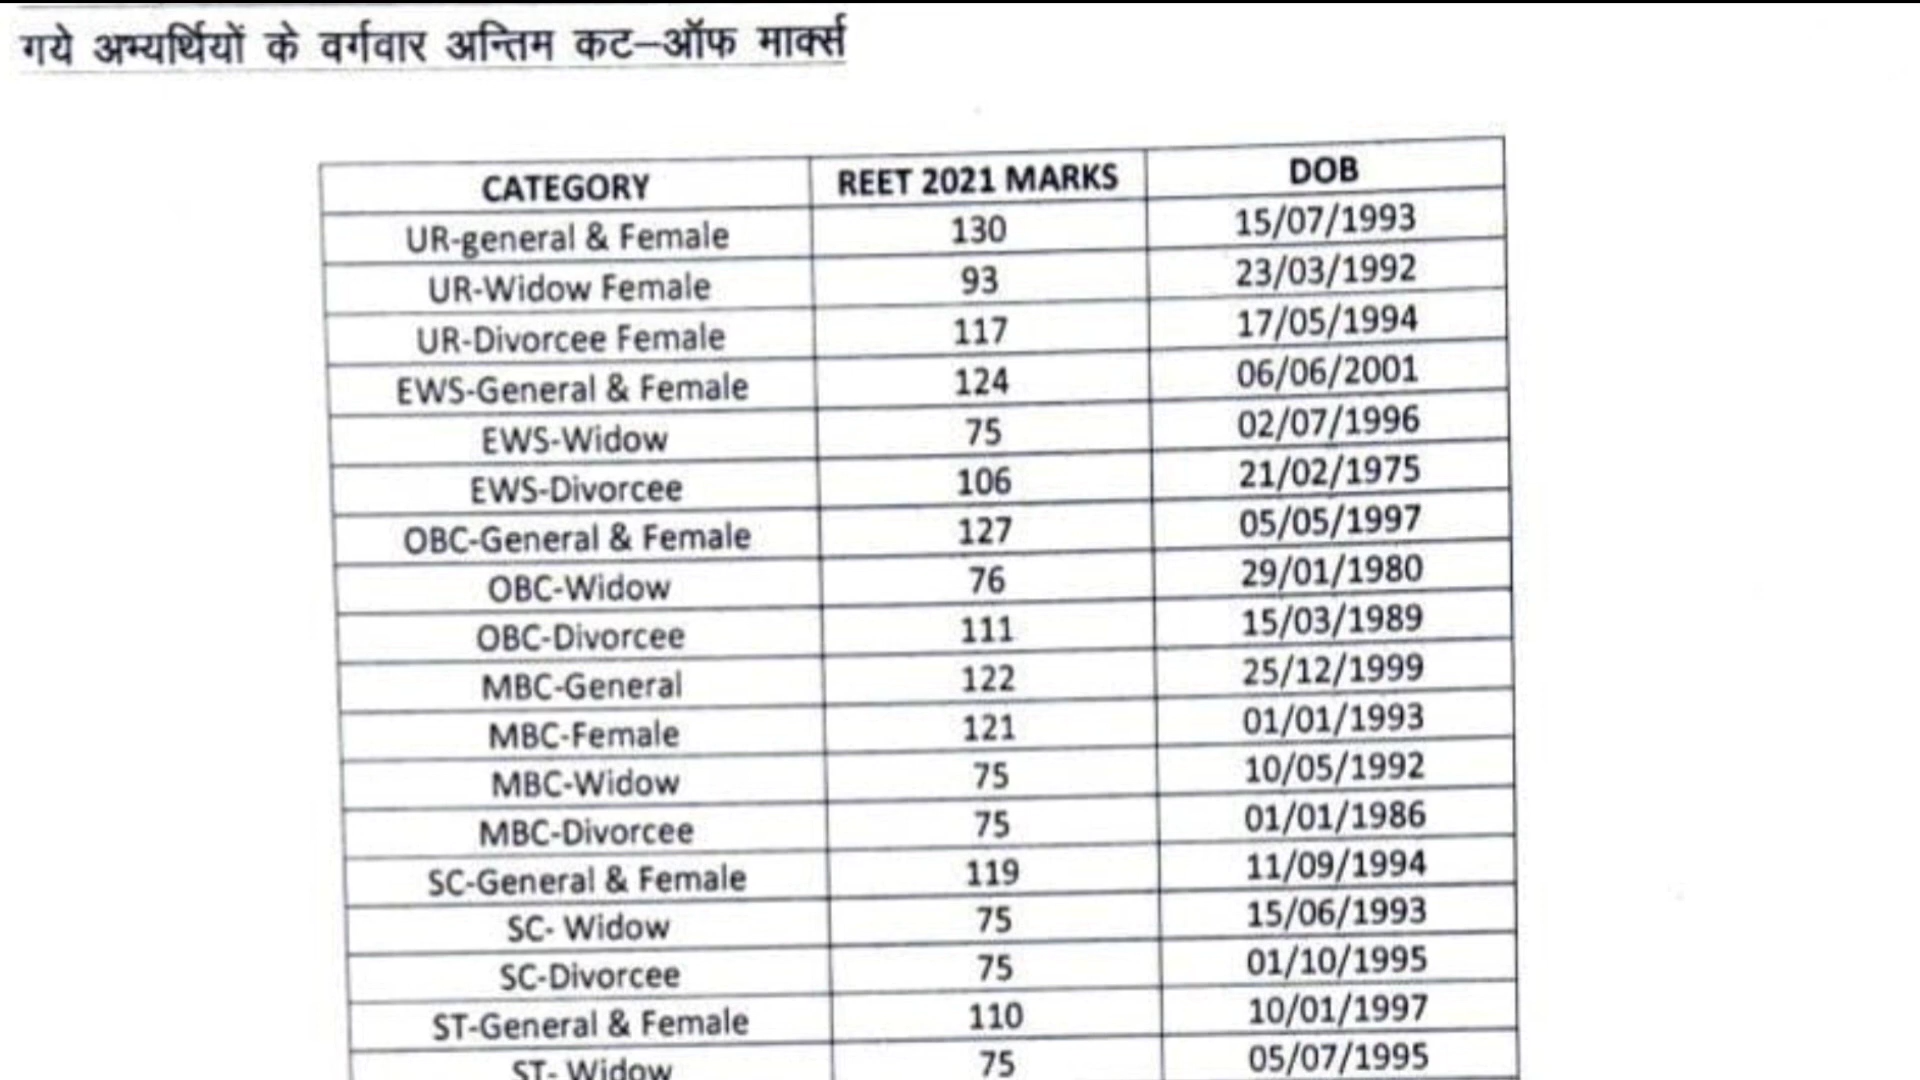 गये अभ्यर्थियों के वर्गवार अन्तिम कट–ऑफ मार्क्स
CATEGORY REET 2021 MARKS DOB
UR-general & Female 130 15/07/1993
UR-Widow Female 93 23/03/1992
UR-Divorcee Female 117 17/05/1994
EWS-General & Female 124 06/06/2001
EWS-Widow 75 02/07/1996
EWS-Divorcee 106 21/02/1975
OBC-General & Female 127 05/05/1997
OBC-Widow 76 29/01/1980
OBC-Divorcee 111 15/03/1989
MBC-General 122 25/12/1999
MBC-Female 121 01/01/1993
MBC-Widow 75 10/05/1992
MBC-Divorcee 75 01/01/1986
SC-General & Female 119 11/09/1994
SC- Widow 75 15/06/1993
SC-Divorcee 75 01/10/1995
ST-General & Female 110 10/01/1997
ST- Widow 75 05/07/1995